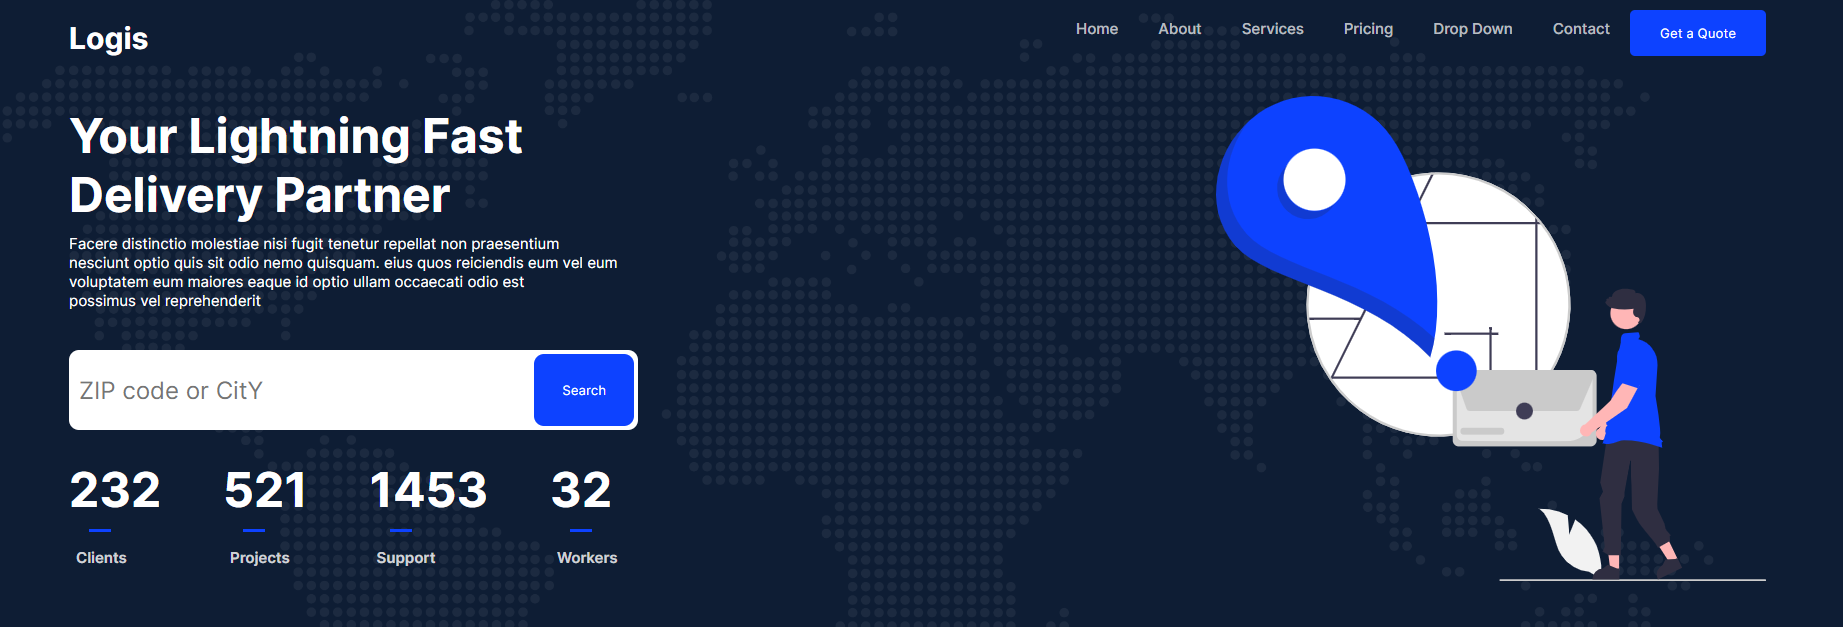 Logis
Home About Services Pricing Drop Down Contact Get a Quote
Your Lightning Fast
Delivery Partner
Facere distinctio molestiae nisi fugit tenetur repellat non praesentium
nesciunt optio quis sit odio nemo quisquam. eius quos reiciendis eum vel eum
voluptatem eum maiores eaque id optio ullam occaecati odio est
possimus vel reprehenderit
ZIP code or CitY Search
232 521 1453 32
Clients Projects Support Workers